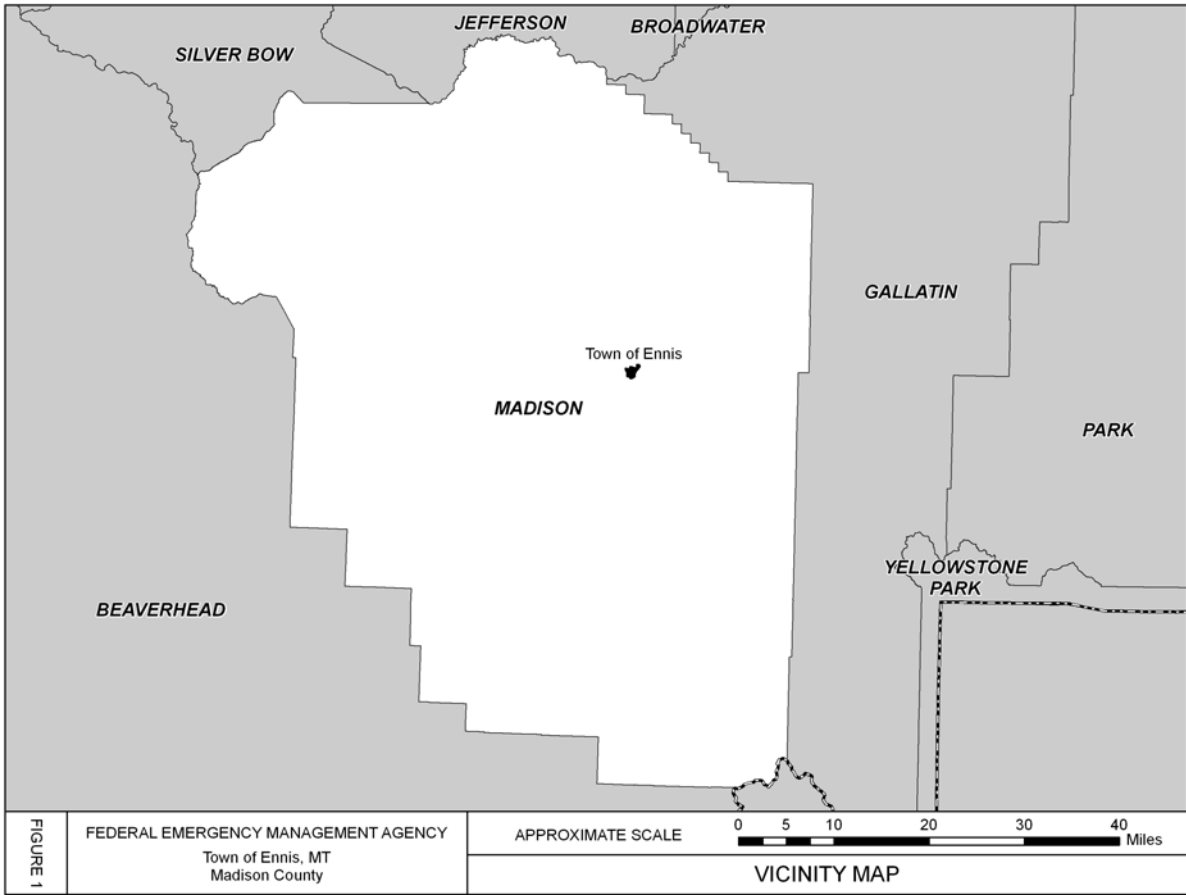 JEFFERSON
BROADWATER
SILVER BOW
GALLATIN
Town of Ennis
MADISON
PARK
YELLOWSTONE
PARK
BEAVERHEAD
FIGURE 1
FEDERAL EMERGENCY MANAGEMENT AGENCY
Town of Ennis, MT
Madison County
APPROXIMATE SCALE
0 5 10 20 30 40
Miles
VICINITY MAP